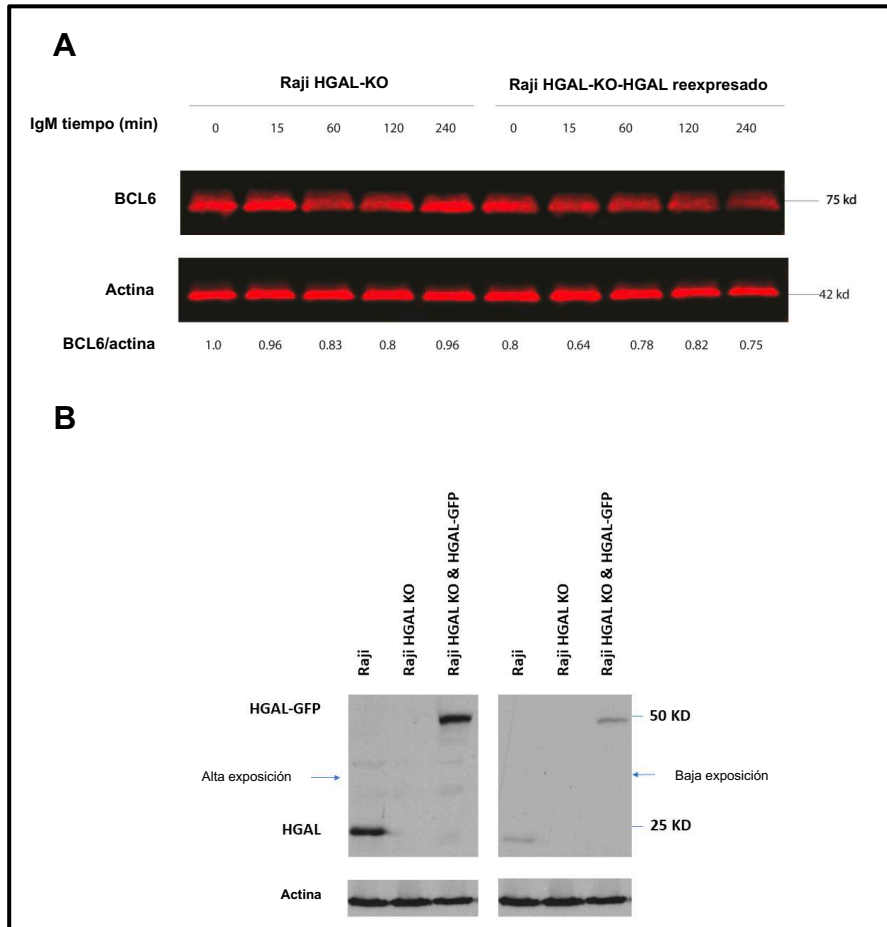 A
Raji HGAL-KO
Raji HGAL-KO-HGAL reexpresado
IgM tiempo (min) 0 15 60 120 240 0 15 60 120 240
BCL6 75 kd
Actina 42 kd
BCL6/actina 1.0 0.96 0.83 0.8 0.96 0.8 0.64 0.78 0.82 0.75
B
Raji
Raji HGAL KO
Raji HGAL KO & HGAL-GFP
Raji
Raji HGAL KO
Raji HGAL KO & HGAL-GFP
HGAL-GFP 50 KD
Alta exposición Baja exposición
HGAL 25 KD
Actina